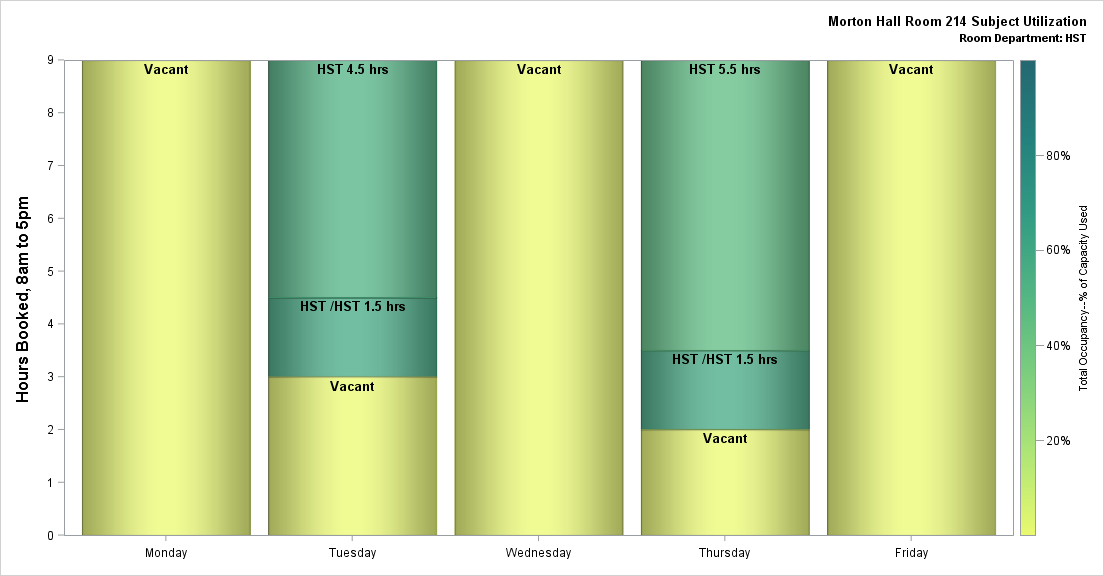 Morton Hall Room 214 Subject Utilization
Room Department: HST
Hours Booked, 8am to 5pm
9
8
7
6
5
4
3
2
1
0
Vacant
HST 4.5 hrs
HST /HST 1.5 hrs
Vacant
Vacant
HST 5.5 hrs
HST /HST 1.5 hrs
Vacant
Vacant
Monday
Tuesday
Wednesday
Thursday
Friday
80%
60%
40%
20%
Total Occupancy--% of Capacity Used